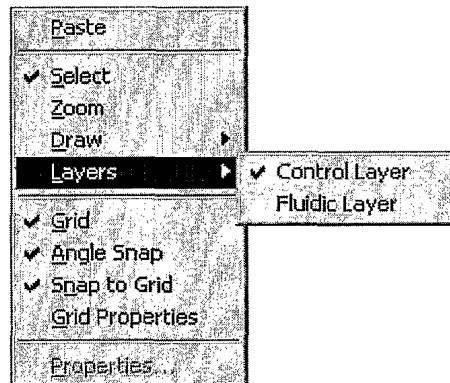 Paste
Select
Zoom
Draw
Layers
Control Layer
Fluidic Layer
Grid
Angle Snap
Snap to Grid
Grid Properties
Properties...